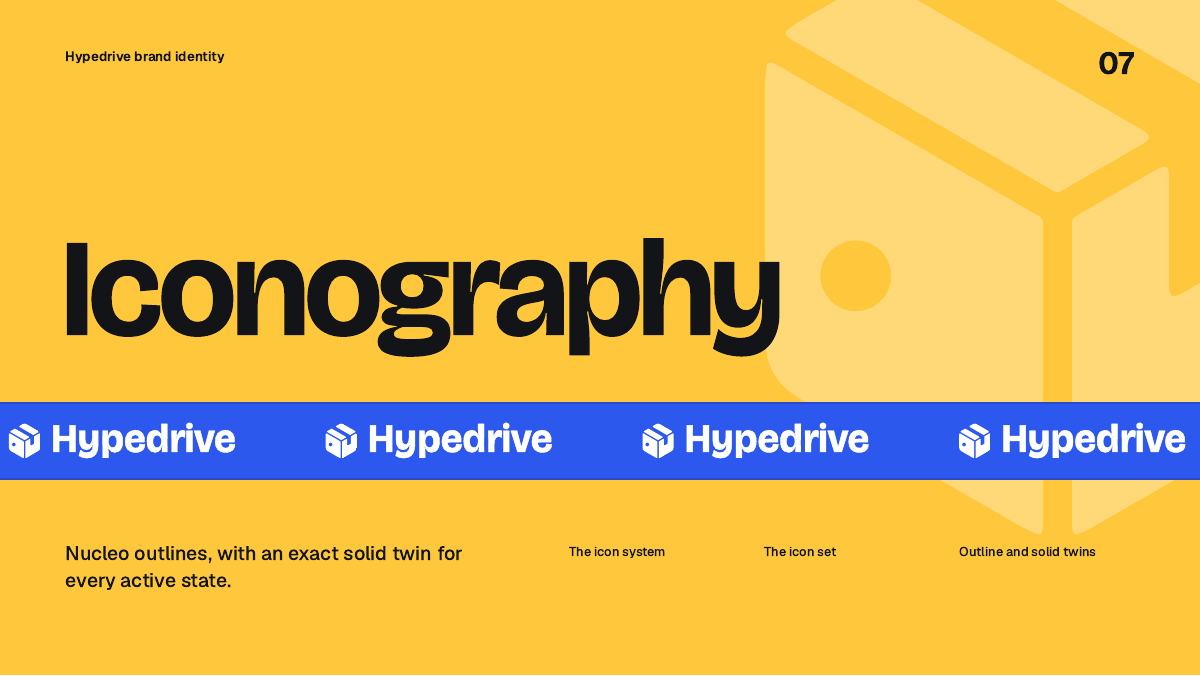 Hypedrive brand identity
07
Iconography
Hypedrive Hypedrive Hypedrive Hypedrive
Nucleo outlines, with an exact solid twin for
every active state.
The icon system
The icon set
Outline and solid twins